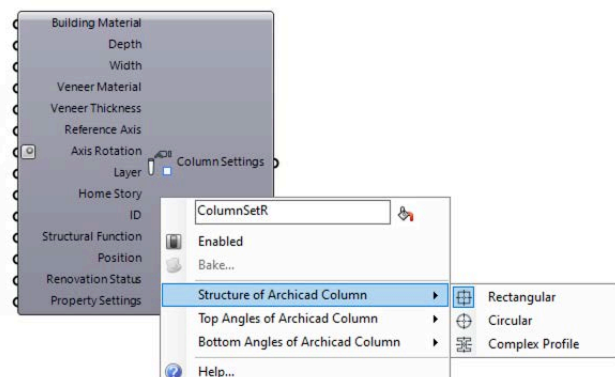 Building Material
Depth
Width
Veneer Material
Veneer Thickness
Reference Axis
Axis Rotation
Layer
Home Story
ID
Structural Function
Position
Renovation Status
Property Settings
Column Settings
ColumnSetR
Enabled
Bake...
Structure of Archicad Column
Top Angles of Archicad Column
Bottom Angles of Archicad Column
Help...
Rectangular
Circular
Complex Profile